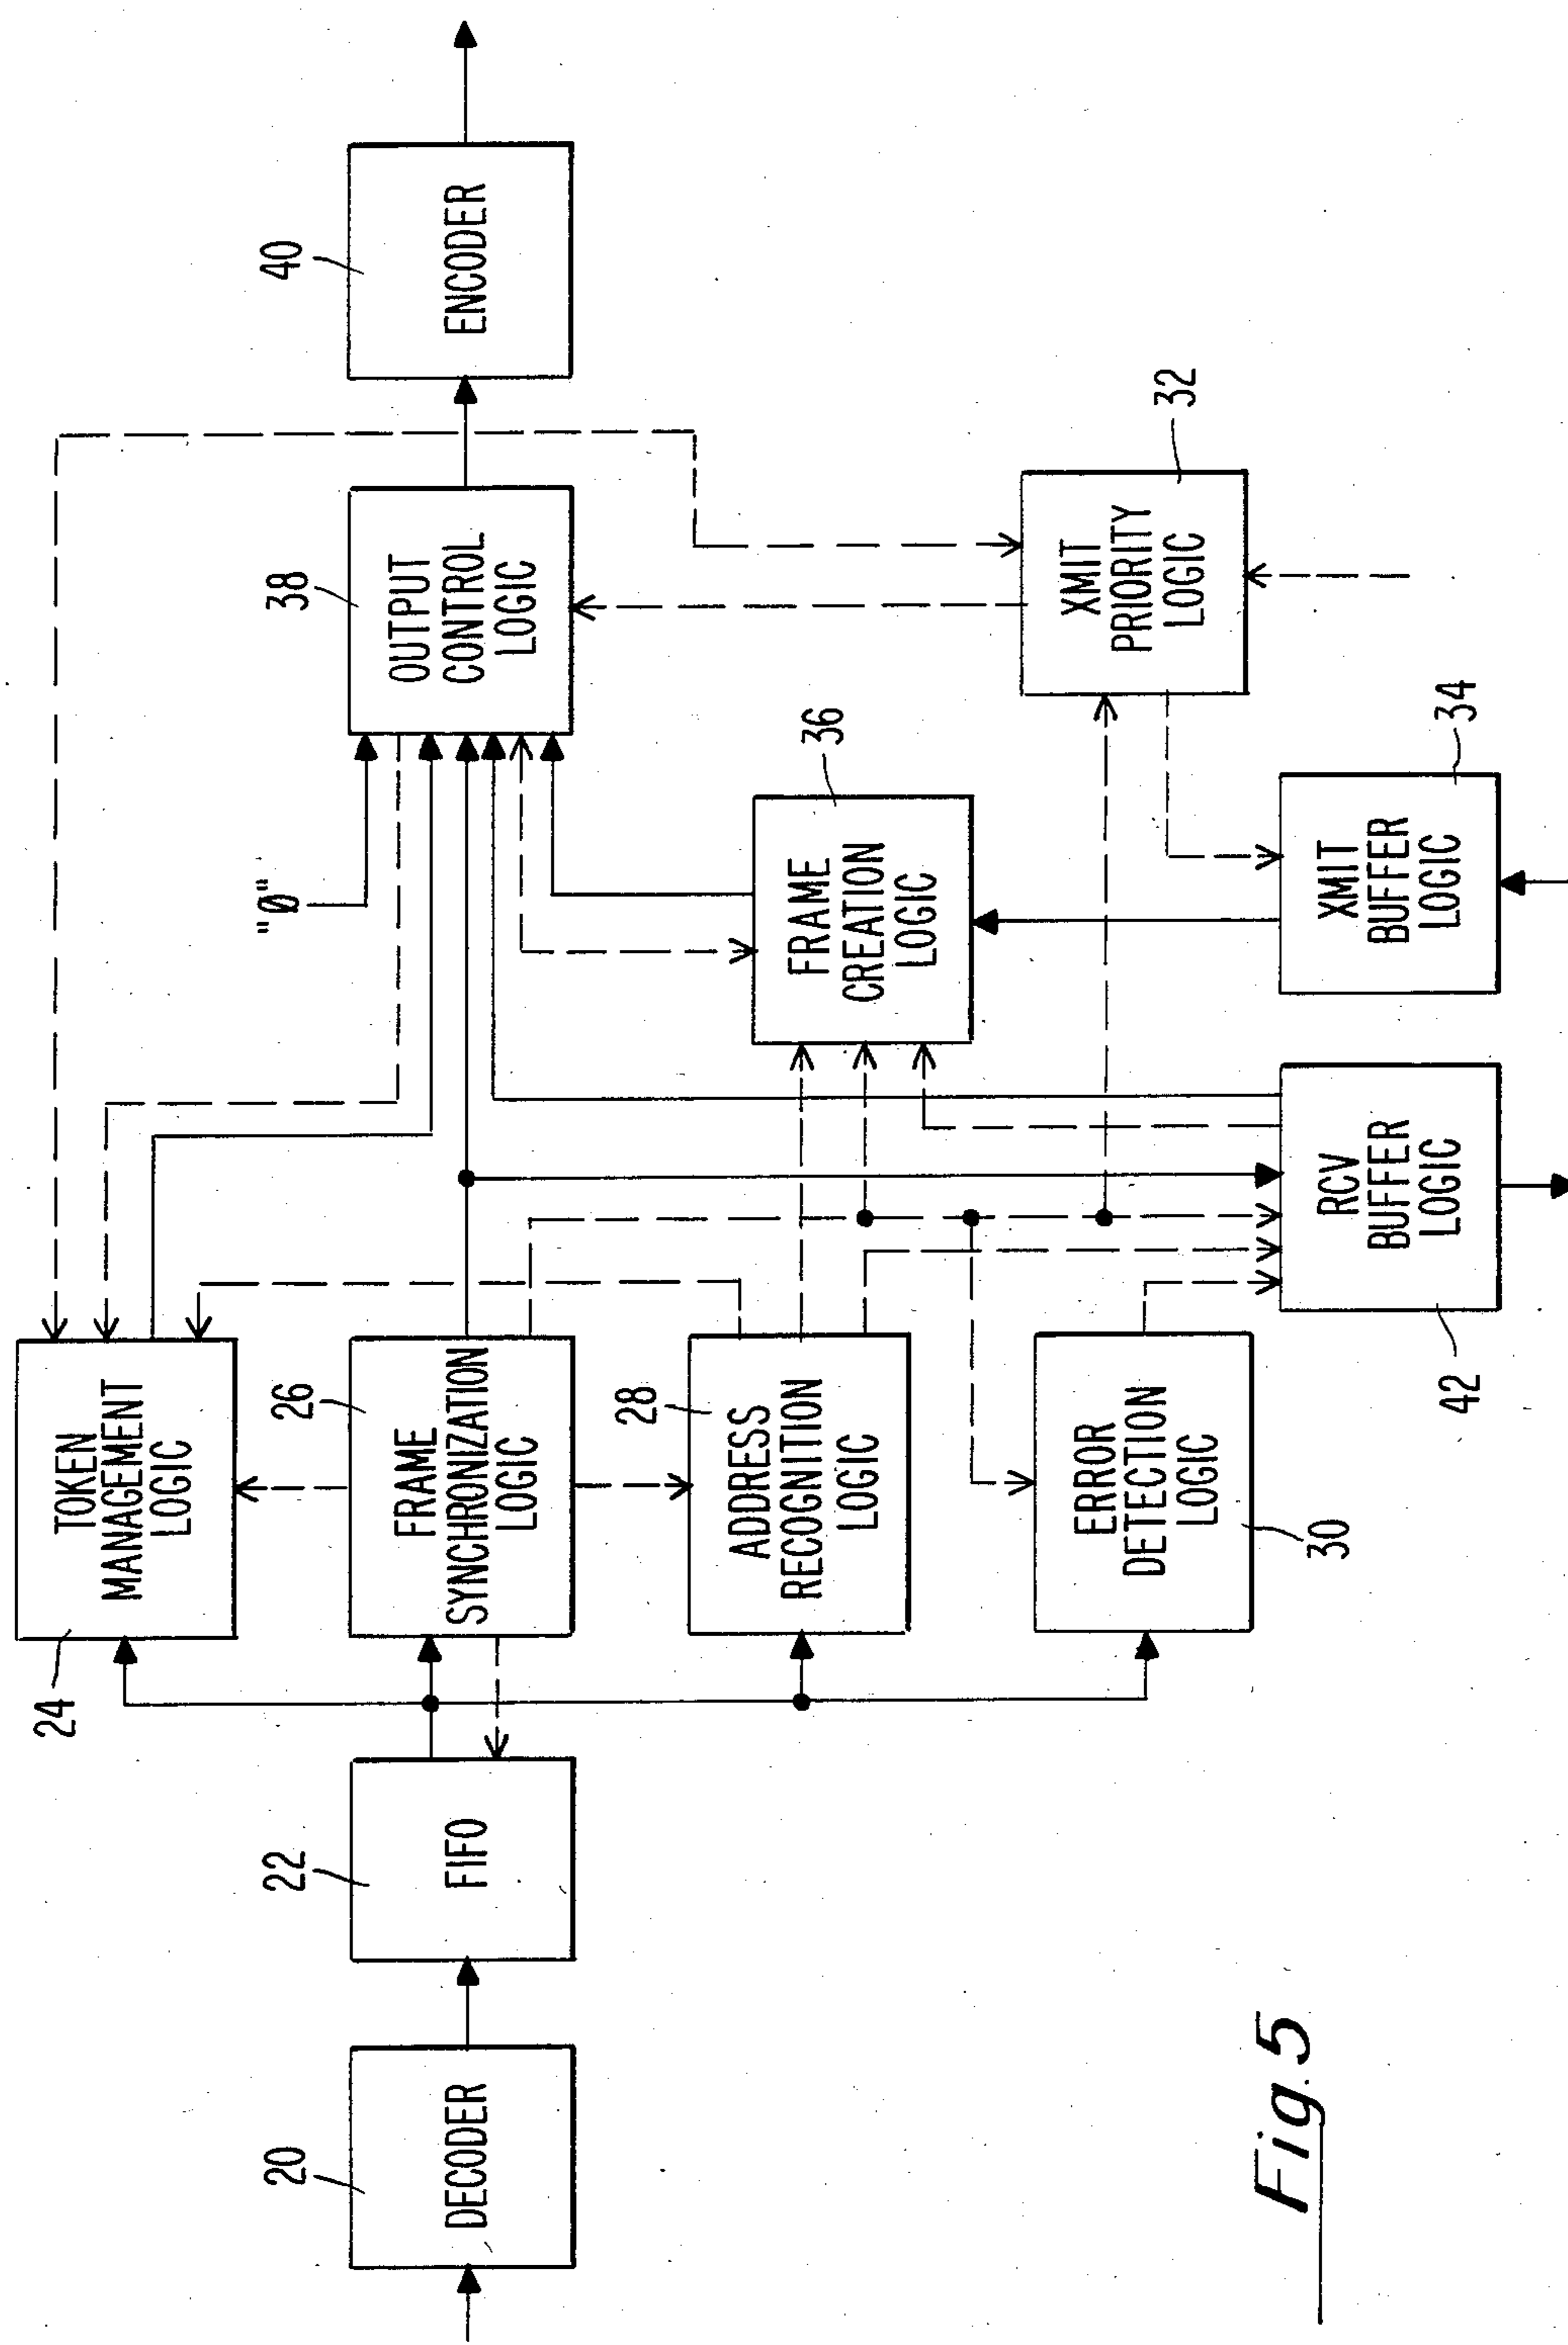 20
DECODER
22
FIFO
24
TOKEN
MANAGEMENT
LOGIC
26
FRAME
SYNCHRONIZATION
LOGIC
28
ADDRESS
RECOGNITION
LOGIC
ERROR
DETECTION
LOGIC
30
RCV
BUFFER
LOGIC
42
"Ø"
36
FRAME
CREATION
LOGIC
34
XMIT
BUFFER
LOGIC
38
OUTPUT
CONTROL
LOGIC
32
XMIT
PRIORITY
LOGIC
40
ENCODER
Fig.5